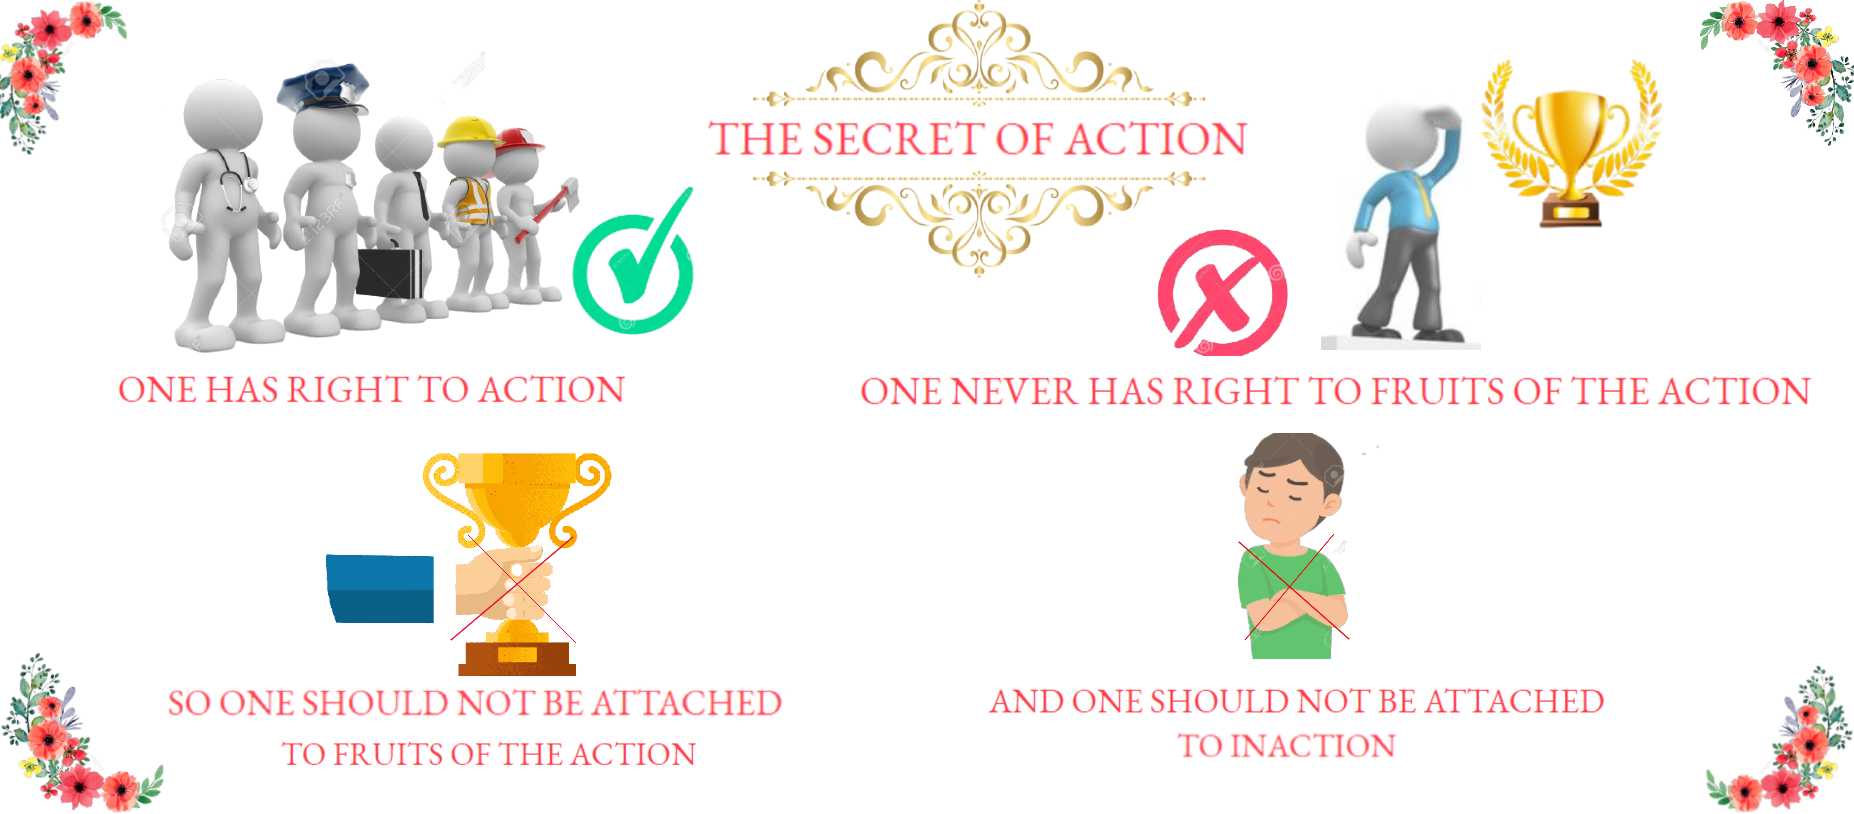 THE SECRET OF ACTION
ONE HAS RIGHT TO ACTION
ONE NEVER HAS RIGHT TO FRUITS OF THE ACTION
SO ONE SHOULD NOT BE ATTACHED
TO FRUITS OF THE ACTION
AND ONE SHOULD NOT BE ATTACHED
TO INACTION